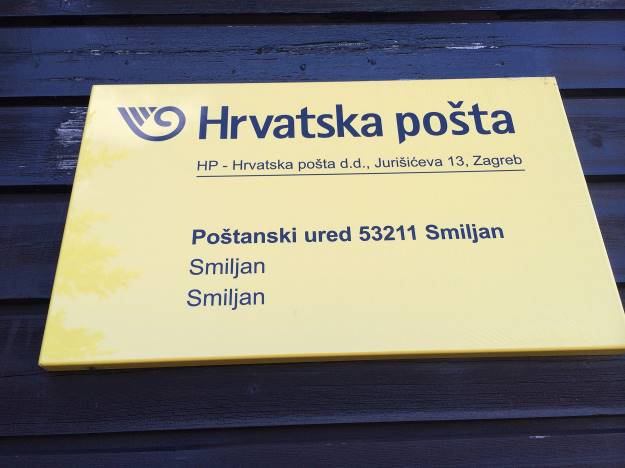 Hrvatska pošta
HP - Hrvatska pošta d.d., Jurišićeva 13, Zagreb
Poštanski ured 53211 Smiljan
Smiljan
Smiljan